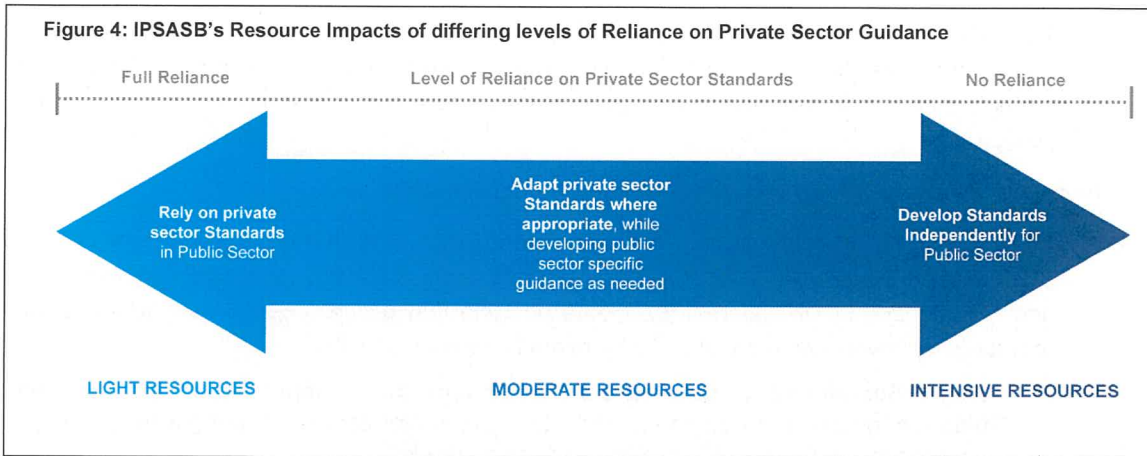 Figure 4: IPSASB's Resource Impacts of differing levels of Reliance on Private Sector Guidance
Full Reliance
Level of Reliance on Private Sector Standards
No Reliance
Rely on private
sector Standards
in Public Sector
Adapt private sector
Standards where
appropriate, while
developing public
sector specific
guidance as needed
Develop Standards
Independently for
Public Sector
LIGHT RESOURCES
MODERATE RESOURCES
INTENSIVE RESOURCES